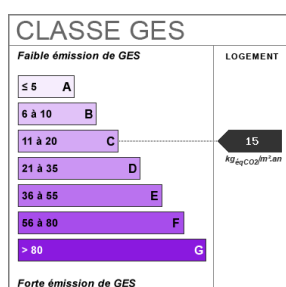 CLASSE GES
Faible émission de GES
LOGEMENT
≤ 5 A
6 à 10 B
11 à 20 C
15
kgéqCO2/m².an
21 à 35 D
36 à 55 E
56 à 80 F
> 80 G
Forte émission de GES